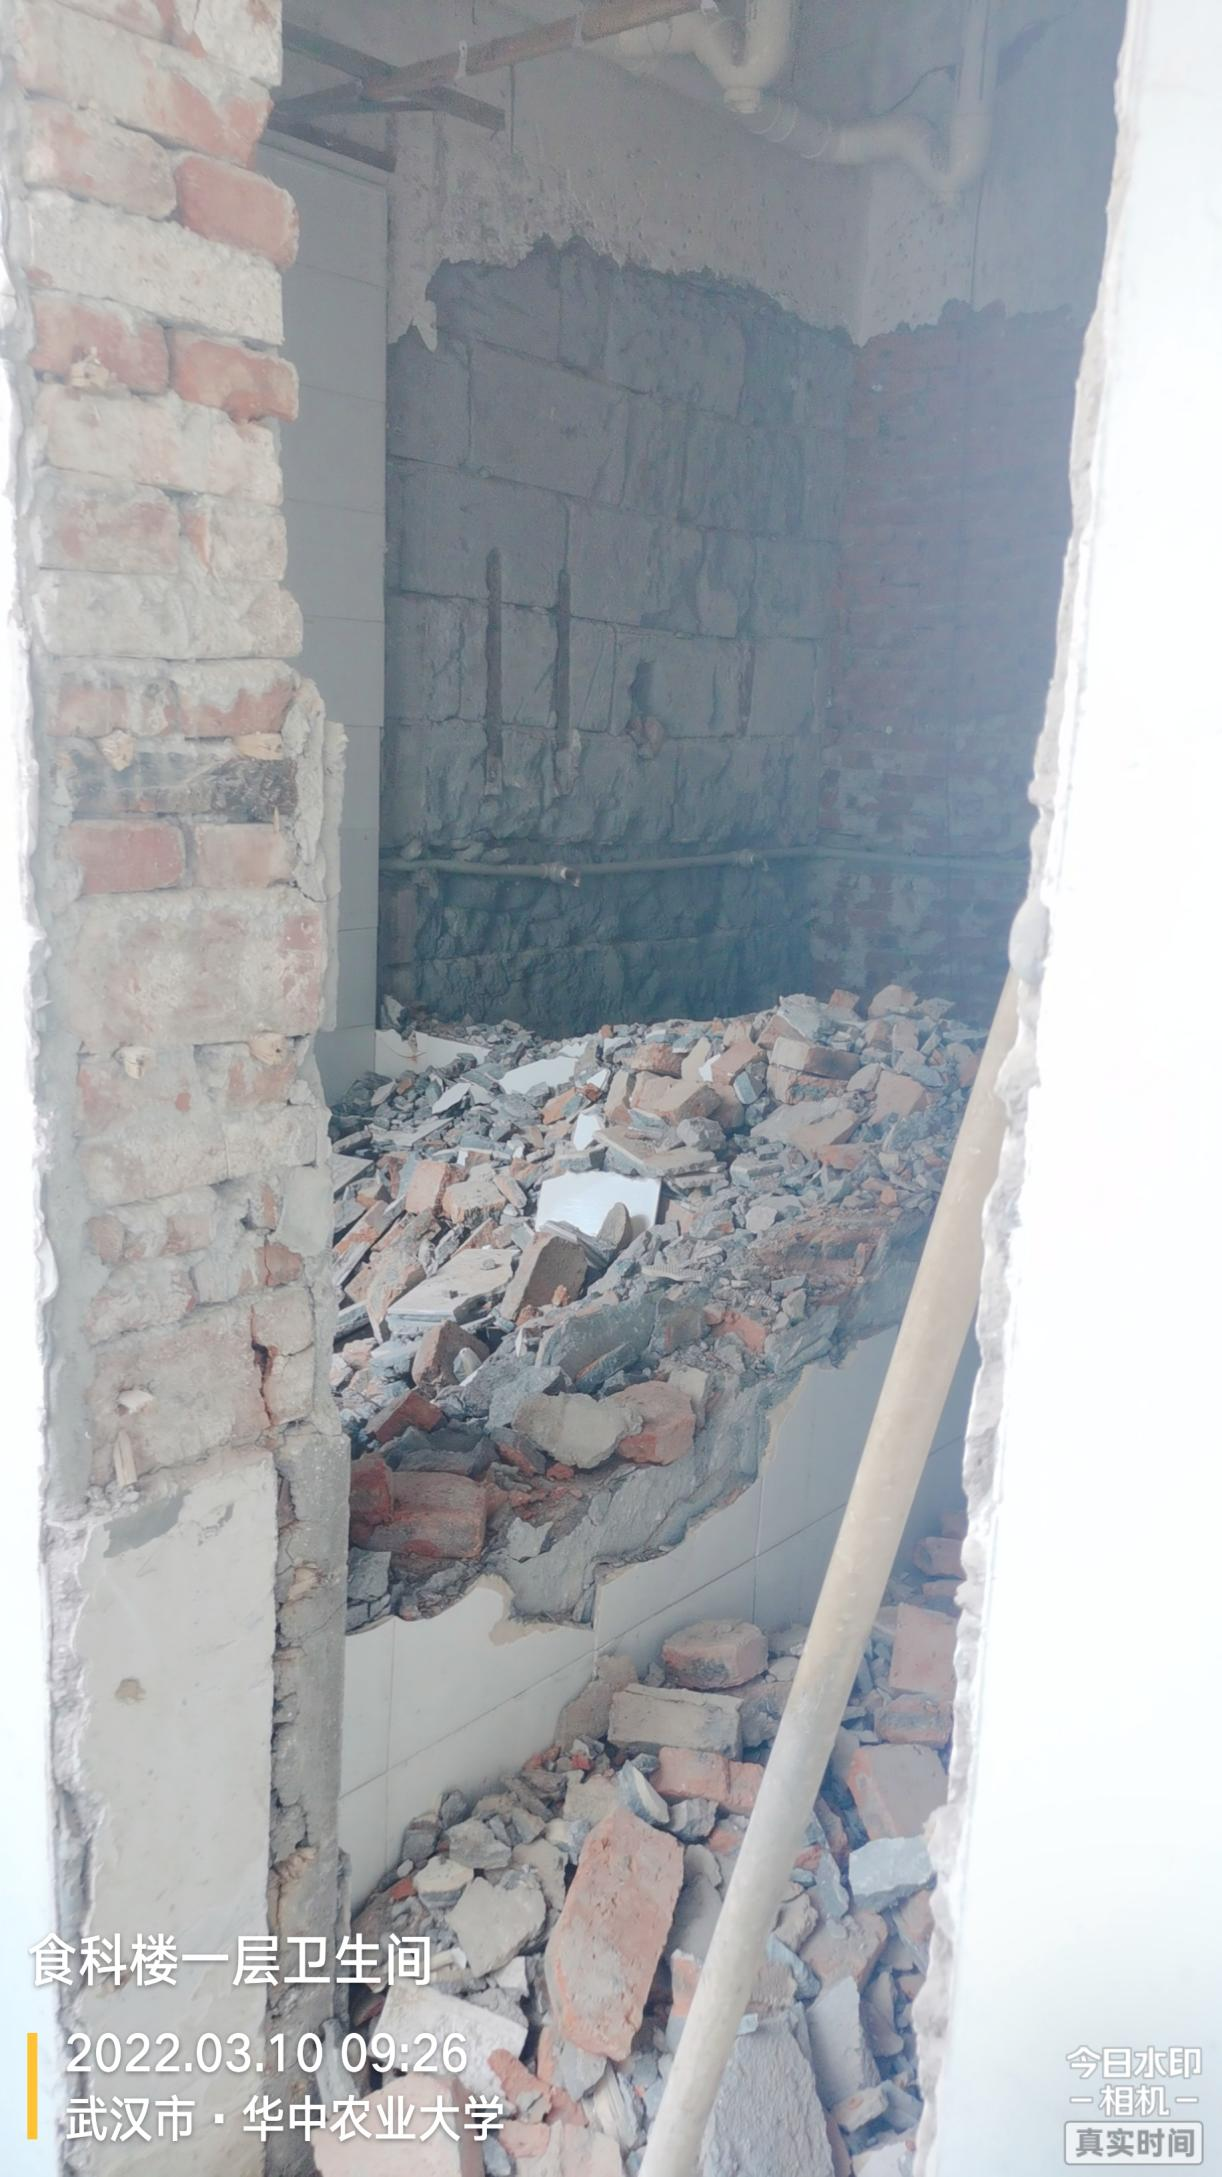 食科楼一层卫生间
2022.03.10 09:26
武汉市·华中农业大学
今日水印
-相机-
真实时间